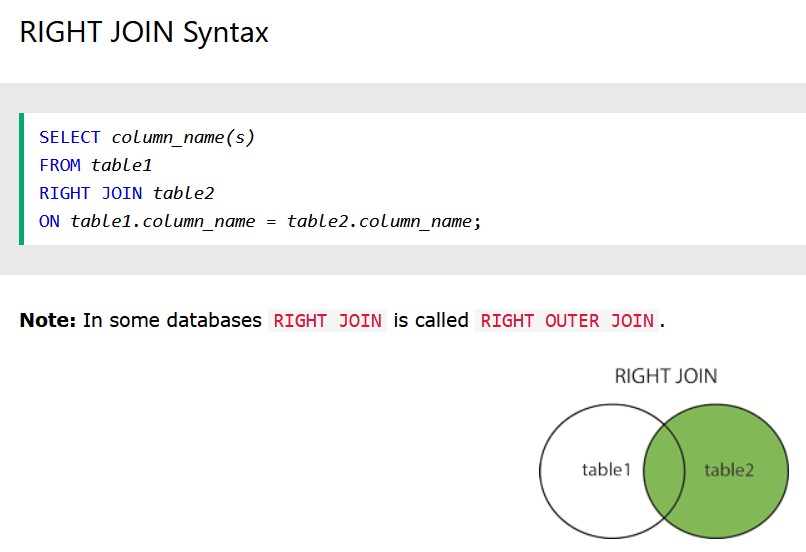 RIGHT JOIN Syntax
SELECT column_name(s)
FROM table1
RIGHT JOIN table2
ON table1.column_name = table2.column_name;
Note: In some databases RIGHT JOIN is called RIGHT OUTER JOIN.
RIGHT JOIN
table1 table2